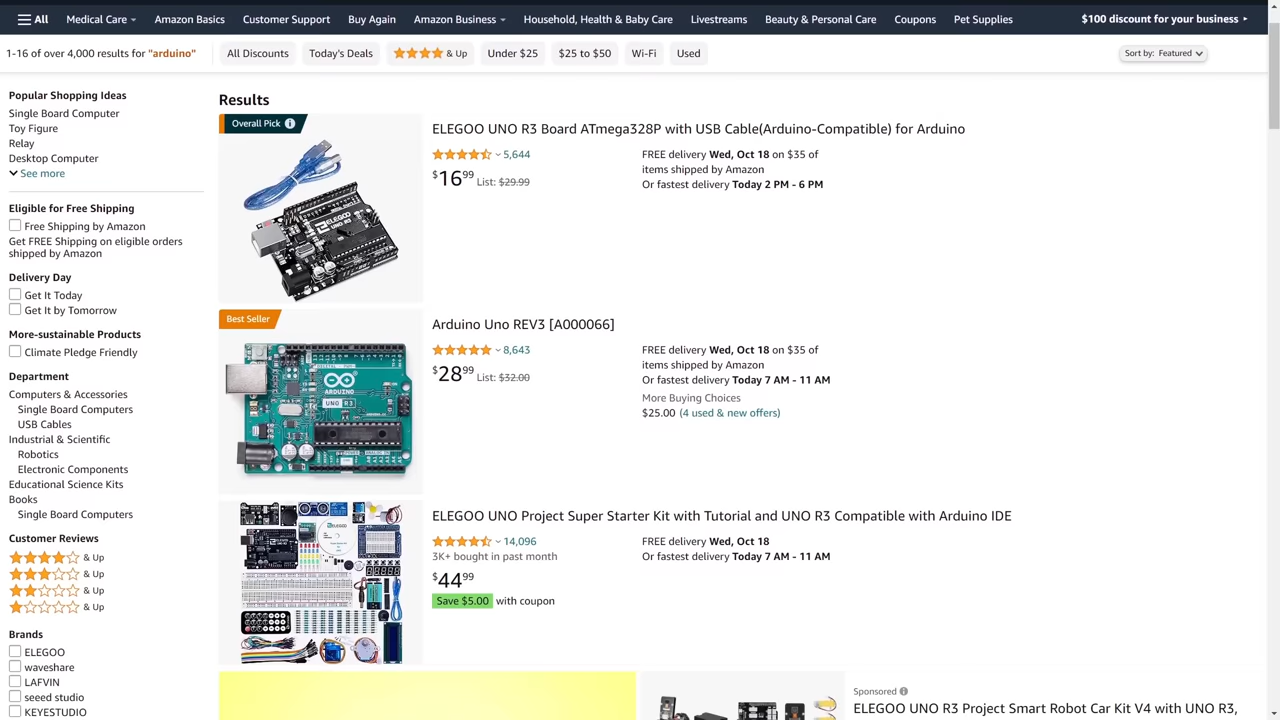 All
Medical Care
Amazon Basics
Customer Support
Buy Again
Amazon Business
Household, Health & Baby Care
Livestreams
Beauty & Personal Care
Coupons
Pet Supplies
$100 discount for your business
1-16 of over 4,000 results for "arduino"
All Discounts
Today's Deals
& Up
Under $25
$25 to $50
Wi-Fi
Used
Sort by: Featured
Popular Shopping Ideas
Single Board Computer
Toy Figure
Relay
Desktop Computer
See more
Eligible for Free Shipping
Free Shipping by Amazon
Get FREE Shipping on eligible orders
shipped by Amazon
Delivery Day
Get It Today
Get It by Tomorrow
More-sustainable Products
Climate Pledge Friendly
Department
Computers & Accessories
Single Board Computers
USB Cables
Industrial & Scientific
Robotics
Electronic Components
Educational Science Kits
Books
Single Board Computers
Customer Reviews
& Up
& Up
& Up
& Up
Brands
ELEGOO
waveshare
LAFVIN
seeed studio
KEYESTUDIO
Results
Overall Pick
ELEGOO
UNO R3
ELEGOO UNO R3 Board ATmega328P with USB Cable(Arduino-Compatible) for Arduino
5,644
$16 99 List: $29.99
FREE delivery Wed, Oct 18 on $35 of
items shipped by Amazon
Or fastest delivery Today 2 PM - 6 PM
Best Seller
ARDUINO
UNO R3
Arduino Uno REV3 [A000066]
8,643
$28 99 List: $32.00
FREE delivery Wed, Oct 18 on $35 of
items shipped by Amazon
Or fastest delivery Today 7 AM - 11 AM
More Buying Choices
$25.00 (4 used & new offers)
ELEGOO UNO Project Super Starter Kit with Tutorial and UNO R3 Compatible with Arduino IDE
14,096
3K+ bought in past month
$44 99
Save $5.00 with coupon
FREE delivery Wed, Oct 18
Or fastest delivery Today 7 AM - 11 AM
Sponsored
ELEGOO UNO R3 Project Smart Robot Car Kit V4 with UNO R3,